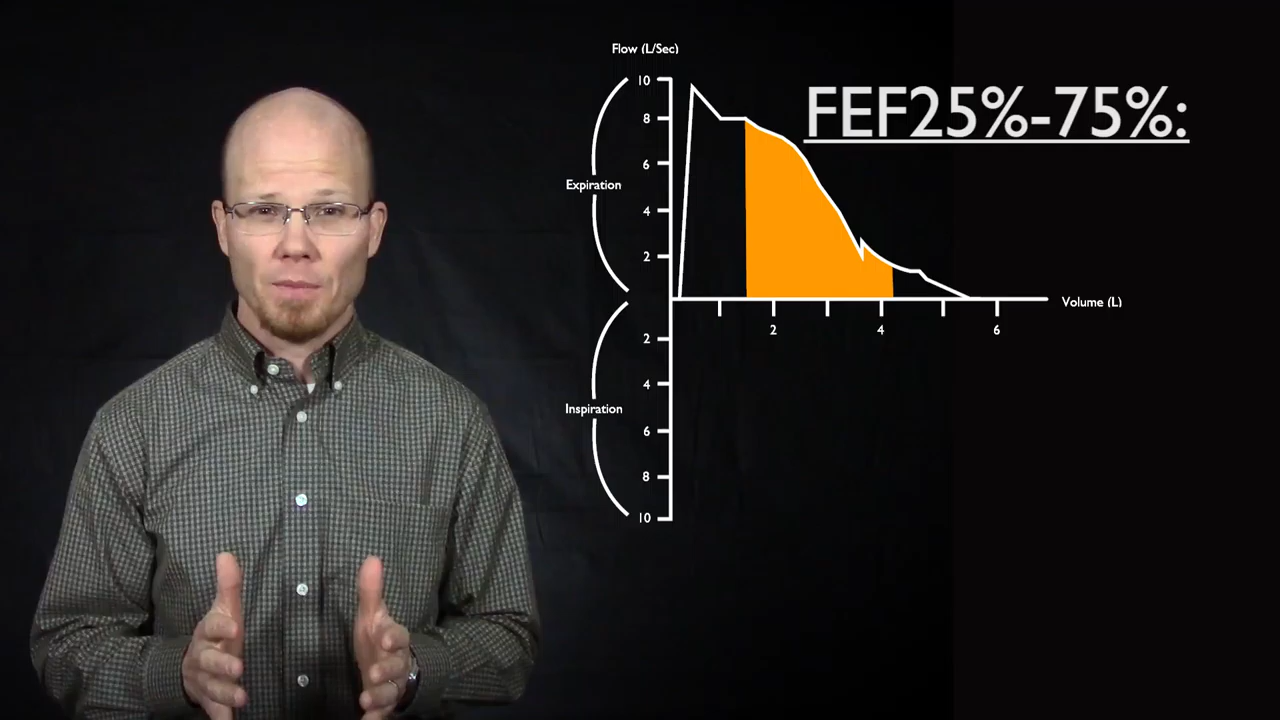 Flow (L/Sec)
FEF25%-75%:
10
8
6
4
2
Expiration
Volume (L)
2
4
6
2
4
6
8
10
Inspiration